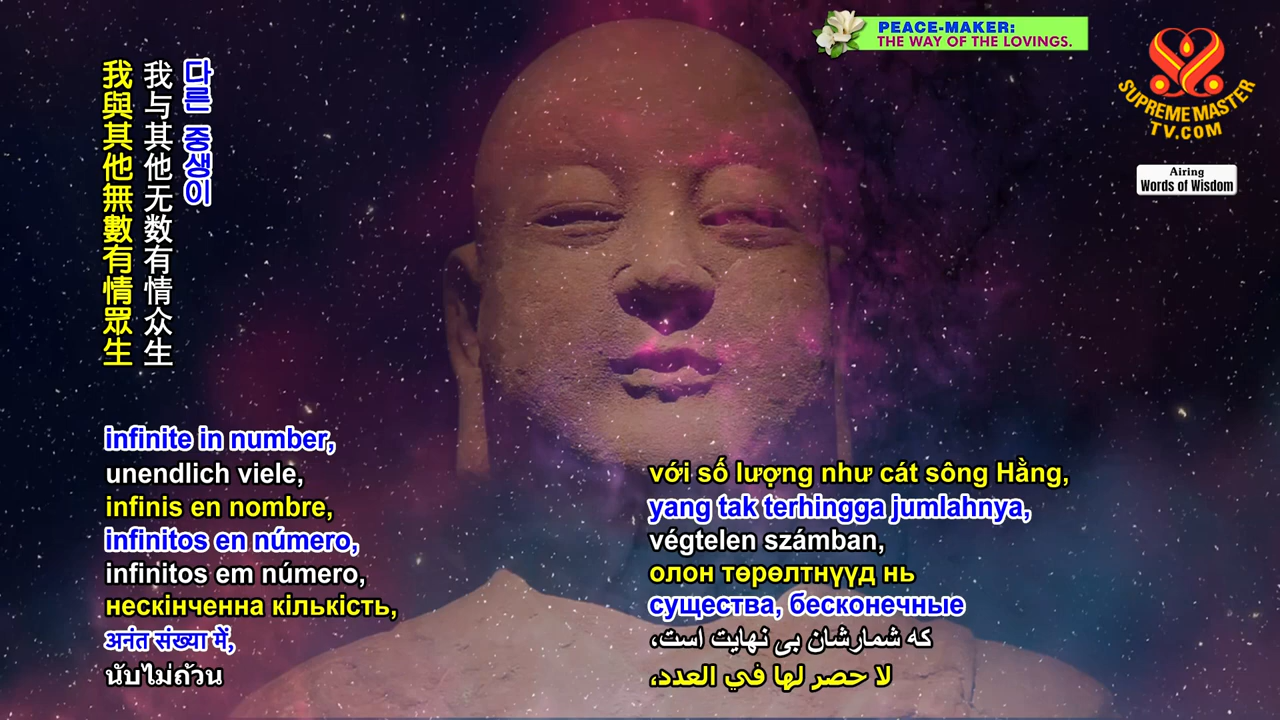 PEACE-MAKER:
THE WAY OF THE LOVINGS.
SUPREME MASTER
TV.COM
Airing
Words of Wisdom
다른 중생이
我与其他无数有情众生
我與其他無數有情眾生
infinite in number,
unendlich viele,
infinis en nombre,
infinitos en número,
infinitos em número,
нескінченна кількість,
अनंत संख्या में,
นับไม่ถ้วน
với số lượng như cát sông Hằng,
yang tak terhingga jumlahnya,
végtelen számban,
олон төрөлтнүүд нь
существа, бесконечные
که شمارشان بی نهایت است،
لا حصر لها في العدد،